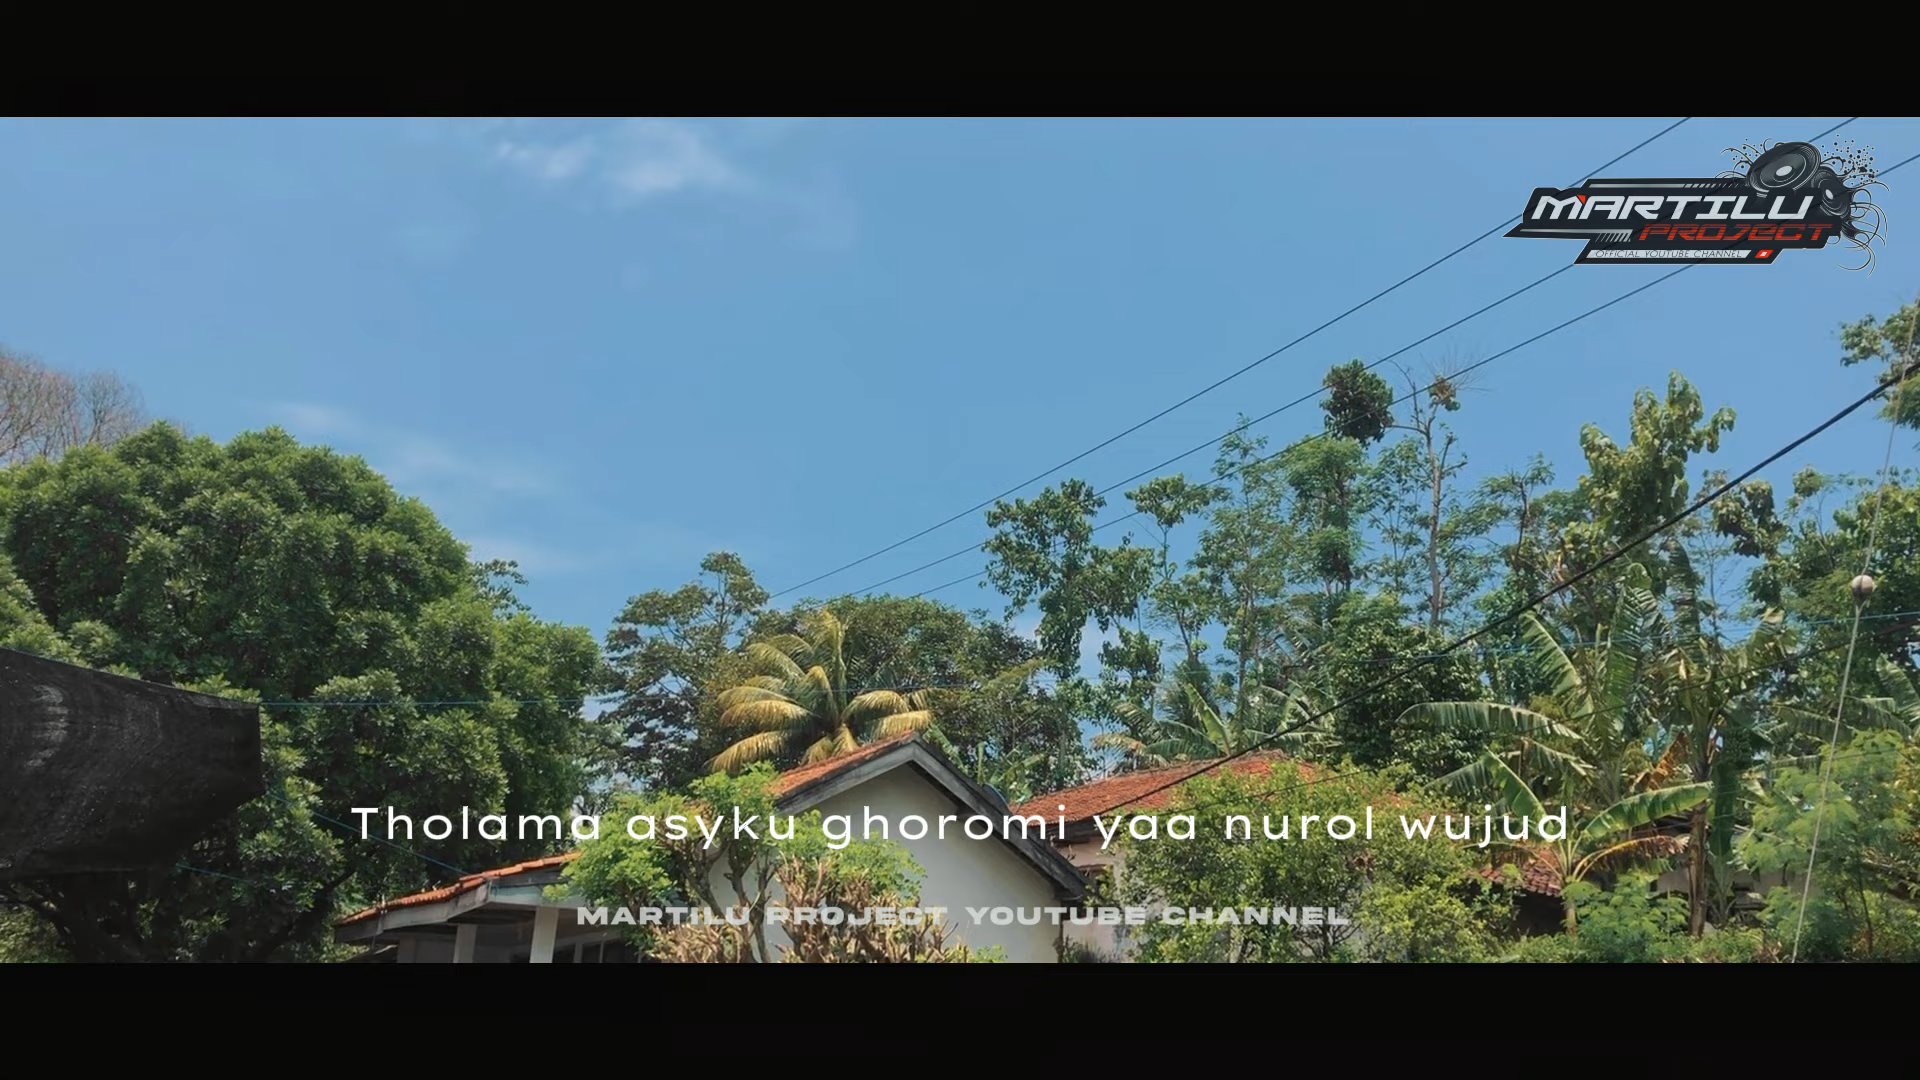 MARTILU
PROJECT
OFFICIAL YOUTUBE CHANNEL
Tholama asyku ghoromi yaa nurol wujud
MARTILU PROJECT YOUTUBE CHANNEL